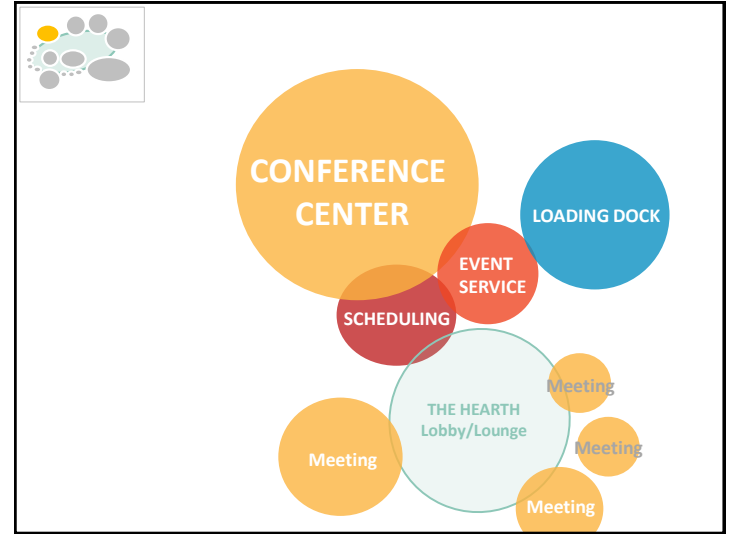 CONFERENCE
CENTER
LOADING DOCK
EVENT
SERVICE
SCHEDULING
Meeting
THE HEARTH
Lobby/Lounge
Meeting
Meeting
Meeting